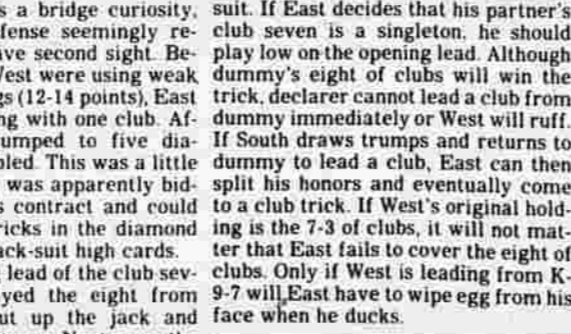 s a bridge curiosity,
fense seemingly re-
ave second sight. Be-
West were using weak
gs (12-14 points), East
ng with one club. Af-
umped to five dia-
bled. This was a little
was apparently bid-
s contract and could
ricks in the diamond
ack-suit high cards.
lead of the club sev-
yed the eight from
ut up the jack and
suit. If East decides that his partner's
club seven is a singleton, he should
play low on the opening lead. Although
dummy's eight of clubs will win the
trick, declarer cannot lead a club from
dummy immediately or West will ruff.
If South draws trumps and returns to
dummy to lead a club, East can then
split his honors and eventually come
to a club trick. If West's original hold-
ing is the 7-3 of clubs, it will not mat-
ter that East fails to cover the eight of
clubs. Only if West is leading from K-
9-7 will East have to wipe egg from his
face when he ducks.